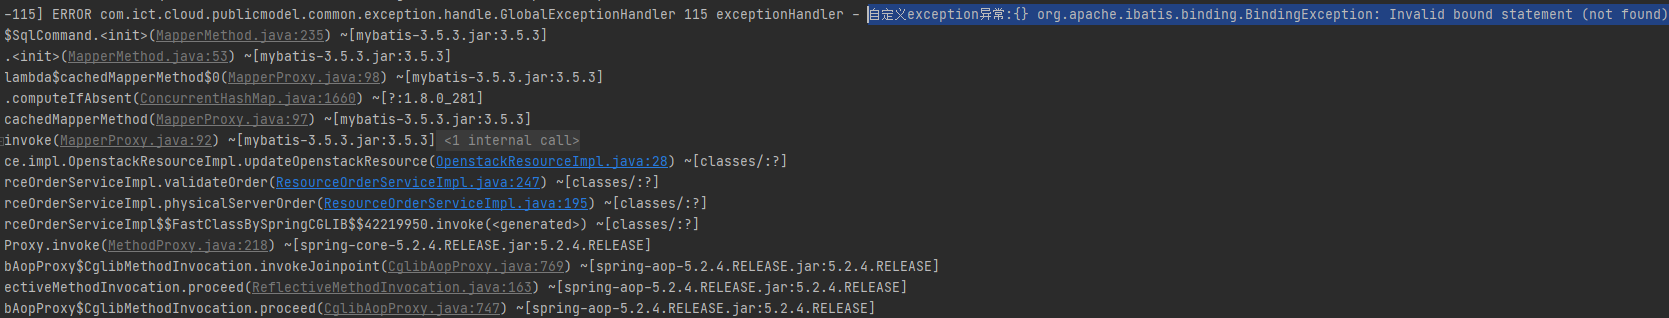 -115] ERROR com.ict.cloud.publicmodel.common.exception.handle.GlobalExceptionHandler 115 exceptionHandler - 自定义exception异常:{} org.apache.ibatis.binding.BindingException: Invalid bound statement (not found)
$SqlCommand.<init>(MapperMethod.java:235) ~[mybatis-3.5.3.jar:3.5.3]
.<init>(MapperMethod.java:53) ~[mybatis-3.5.3.jar:3.5.3]
lambda$cachedMapperMethod$0(MapperProxy.java:98) ~[mybatis-3.5.3.jar:3.5.3]
.computeIfAbsent(ConcurrentHashMap.java:1660) ~[?:1.8.0_281]
cachedMapperMethod(MapperProxy.java:97) ~[mybatis-3.5.3.jar:3.5.3]
invoke(MapperProxy.java:92) ~[mybatis-3.5.3.jar:3.5.3] <1 internal call>
ce.impl.OpenstackResourceImpl.updateOpenstackResource(OpenstackResourceImpl.java:28) ~[classes/:?]
rceOrderServiceImpl.validateOrder(ResourceOrderServiceImpl.java:247) ~[classes/:?]
rceOrderServiceImpl.physicalServerOrder(ResourceOrderServiceImpl.java:195) ~[classes/:?]
rceOrderServiceImpl$$FastClassBySpringCGLIB$$42219950.invoke(<generated>) ~[classes/:?]
Proxy.invoke(MethodProxy.java:218) ~[spring-core-5.2.4.RELEASE.jar:5.2.4.RELEASE]
bAopProxy$CglibMethodInvocation.invokeJoinpoint(CglibAopProxy.java:769) ~[spring-aop-5.2.4.RELEASE.jar:5.2.4.RELEASE]
ectiveMethodInvocation.proceed(ReflectiveMethodInvocation.java:163) ~[spring-aop-5.2.4.RELEASE.jar:5.2.4.RELEASE]
bAopProxy$CglibMethodInvocation.proceed(CglibAopProxy.java:747) ~[spring-aop-5.2.4.RELEASE.jar:5.2.4.RELEASE]